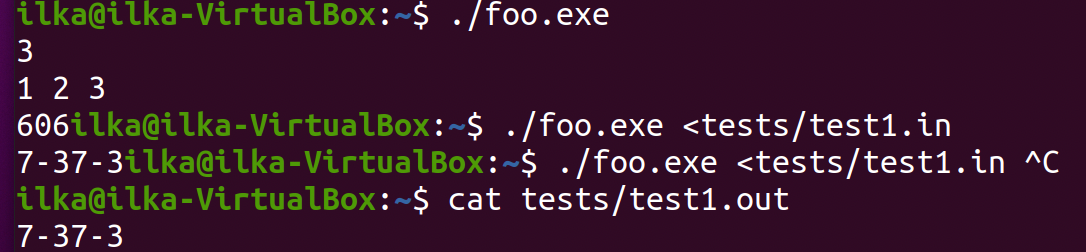 ilka@ilka-VirtualBox:~$ ./foo.exe
3
1 2 3
606ilka@ilka-VirtualBox:~$ ./foo.exe <tests/test1.in
7-37-3ilka@ilka-VirtualBox:~$ ./foo.exe <tests/test1.in ^C
ilka@ilka-VirtualBox:~$ cat tests/test1.out
7-37-3